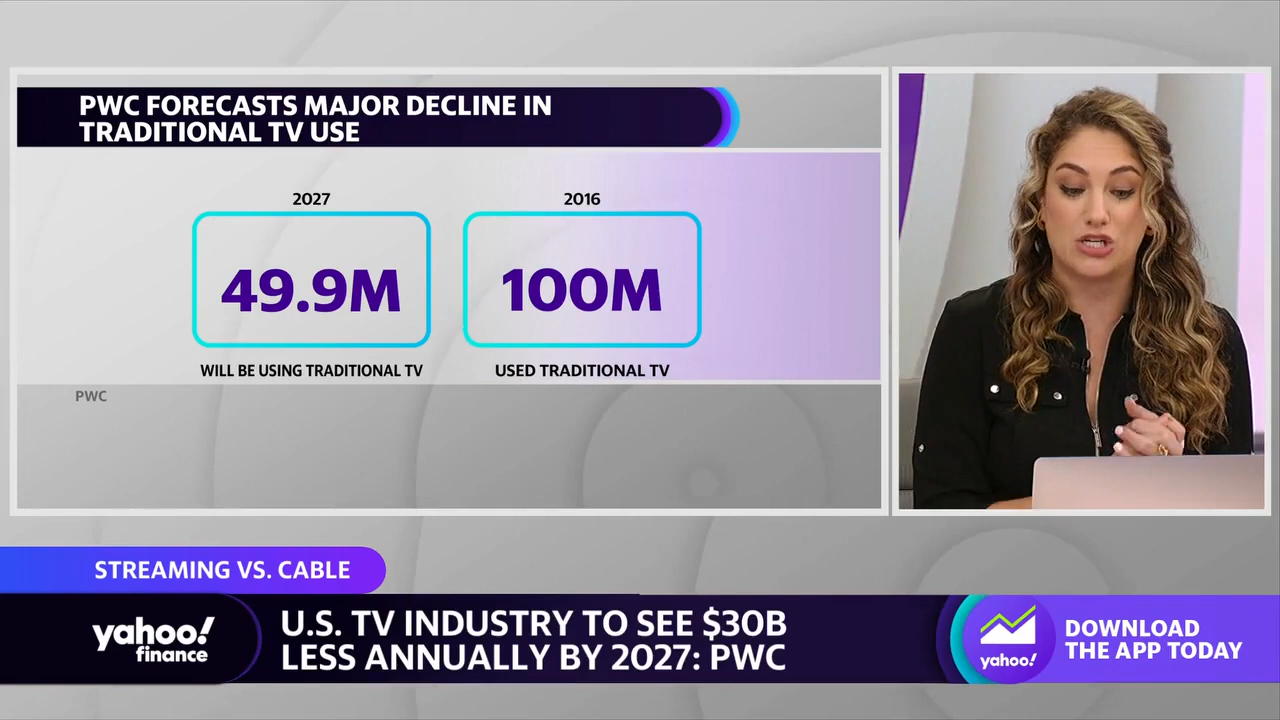 PWC FORECASTS MAJOR DECLINE IN
TRADITIONAL TV USE
2027
49.9M
WILL BE USING TRADITIONAL TV
2016
100M
USED TRADITIONAL TV
PWC
STREAMING VS. CABLE
yahoo!
finance
U.S. TV INDUSTRY TO SEE $30B
LESS ANNUALLY BY 2027: PWC
yahoo!
DOWNLOAD
THE APP TODAY